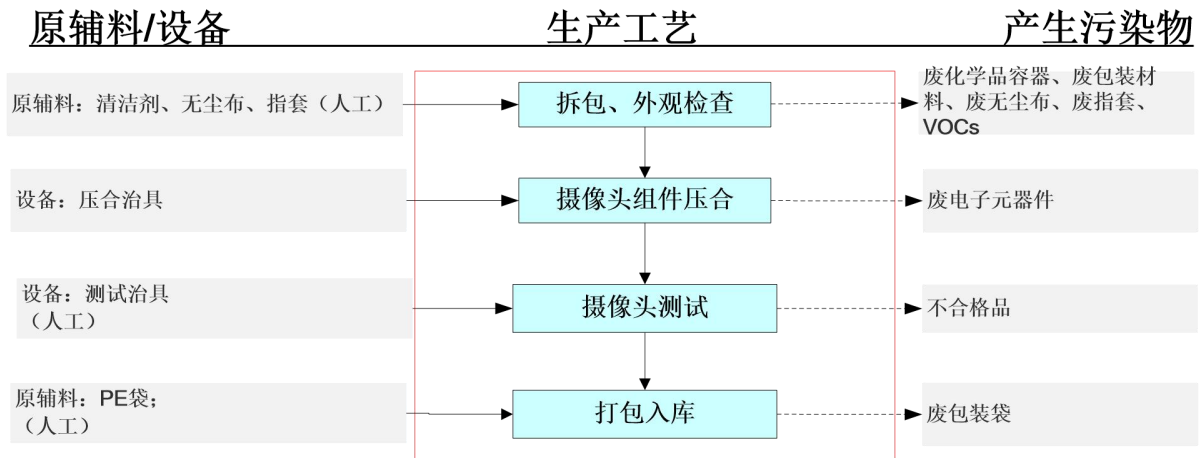 原辅料/设备
生产工艺
产生污染物
原辅料：清洁剂、无尘布、指套（人工）
拆包、外观检查
废化学品容器、废包装材
料、废无尘布、废指套、
VOCs
设备：压合治具
摄像头组件压合
废电子元器件
设备：测试治具
（人工）
摄像头测试
不合格品
原辅料：PE袋；
（人工）
打包入库
废包装袋